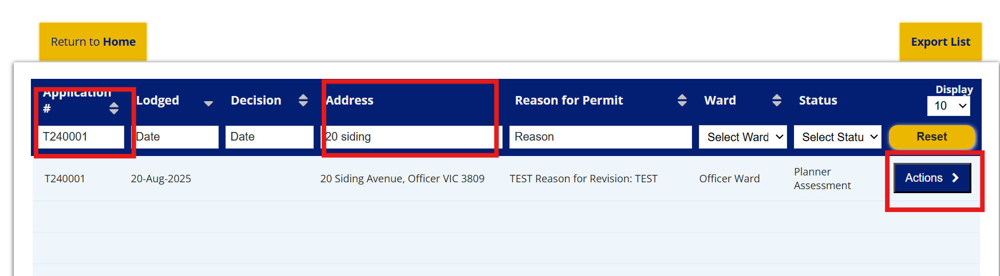 Return to Home
Export List
Application
#
Lodged
Decision
Address
Reason for Permit
Ward
Status
Display
10
T240001
Date
Date
20 siding
Reason
Select Ward
Select Statu
Reset
T240001
20-Aug-2025
20 Siding Avenue, Officer VIC 3809
TEST Reason for Revision: TEST
Officer Ward
Planner
Assessment
Actions